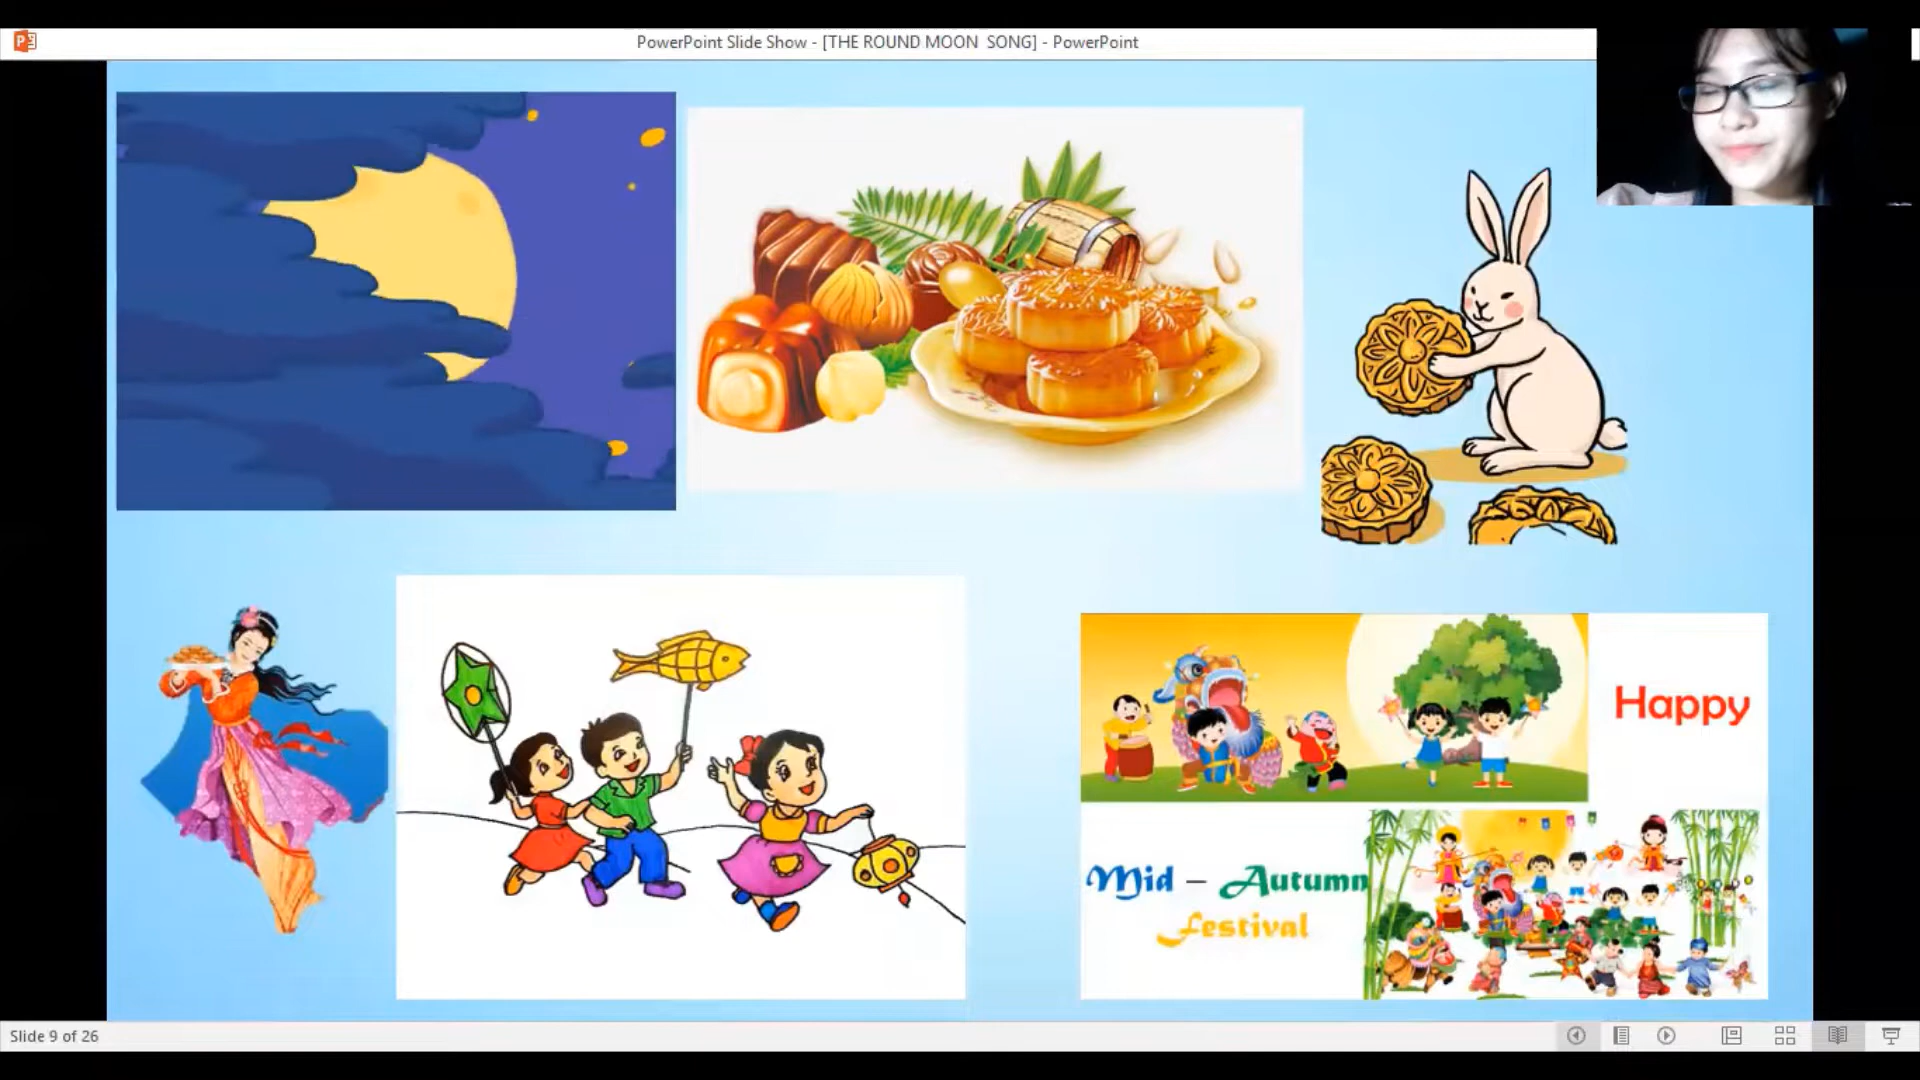 PowerPoint Slide Show - [THE ROUND MOON  SONG] - PowerPoint
Happy
Mid – Autumn
Festival
Slide 9 of 26